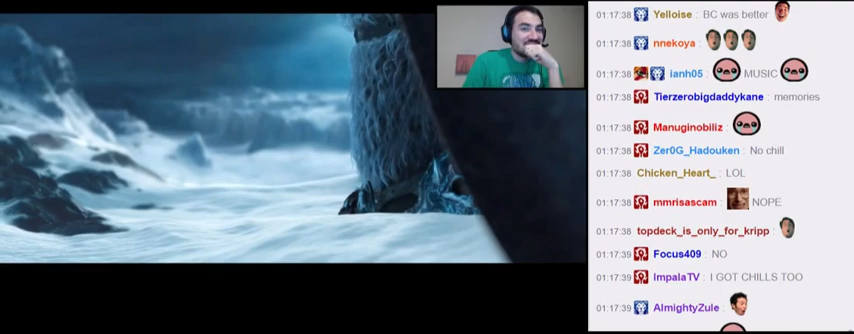 01:17:38 Yelloise : BC was better
01:17:38 nnekoya :
01:17:38 ianh05 : MUSIC
01:17:38 Tierzerobigdaddykane : memories
01:17:38 Manuginobiliz :
01:17:38 Zer0G_Hadouken : No chill
01:17:38 Chicken_Heart_ : LOL
01:17:38 mmrisascam : NOPE
01:17:38 topdeck_is_only_for_kripp :
01:17:39 Focus409 : NO
01:17:39 ImpalaTV : I GOT CHILLS TOO
01:17:39 AlmightyZule :